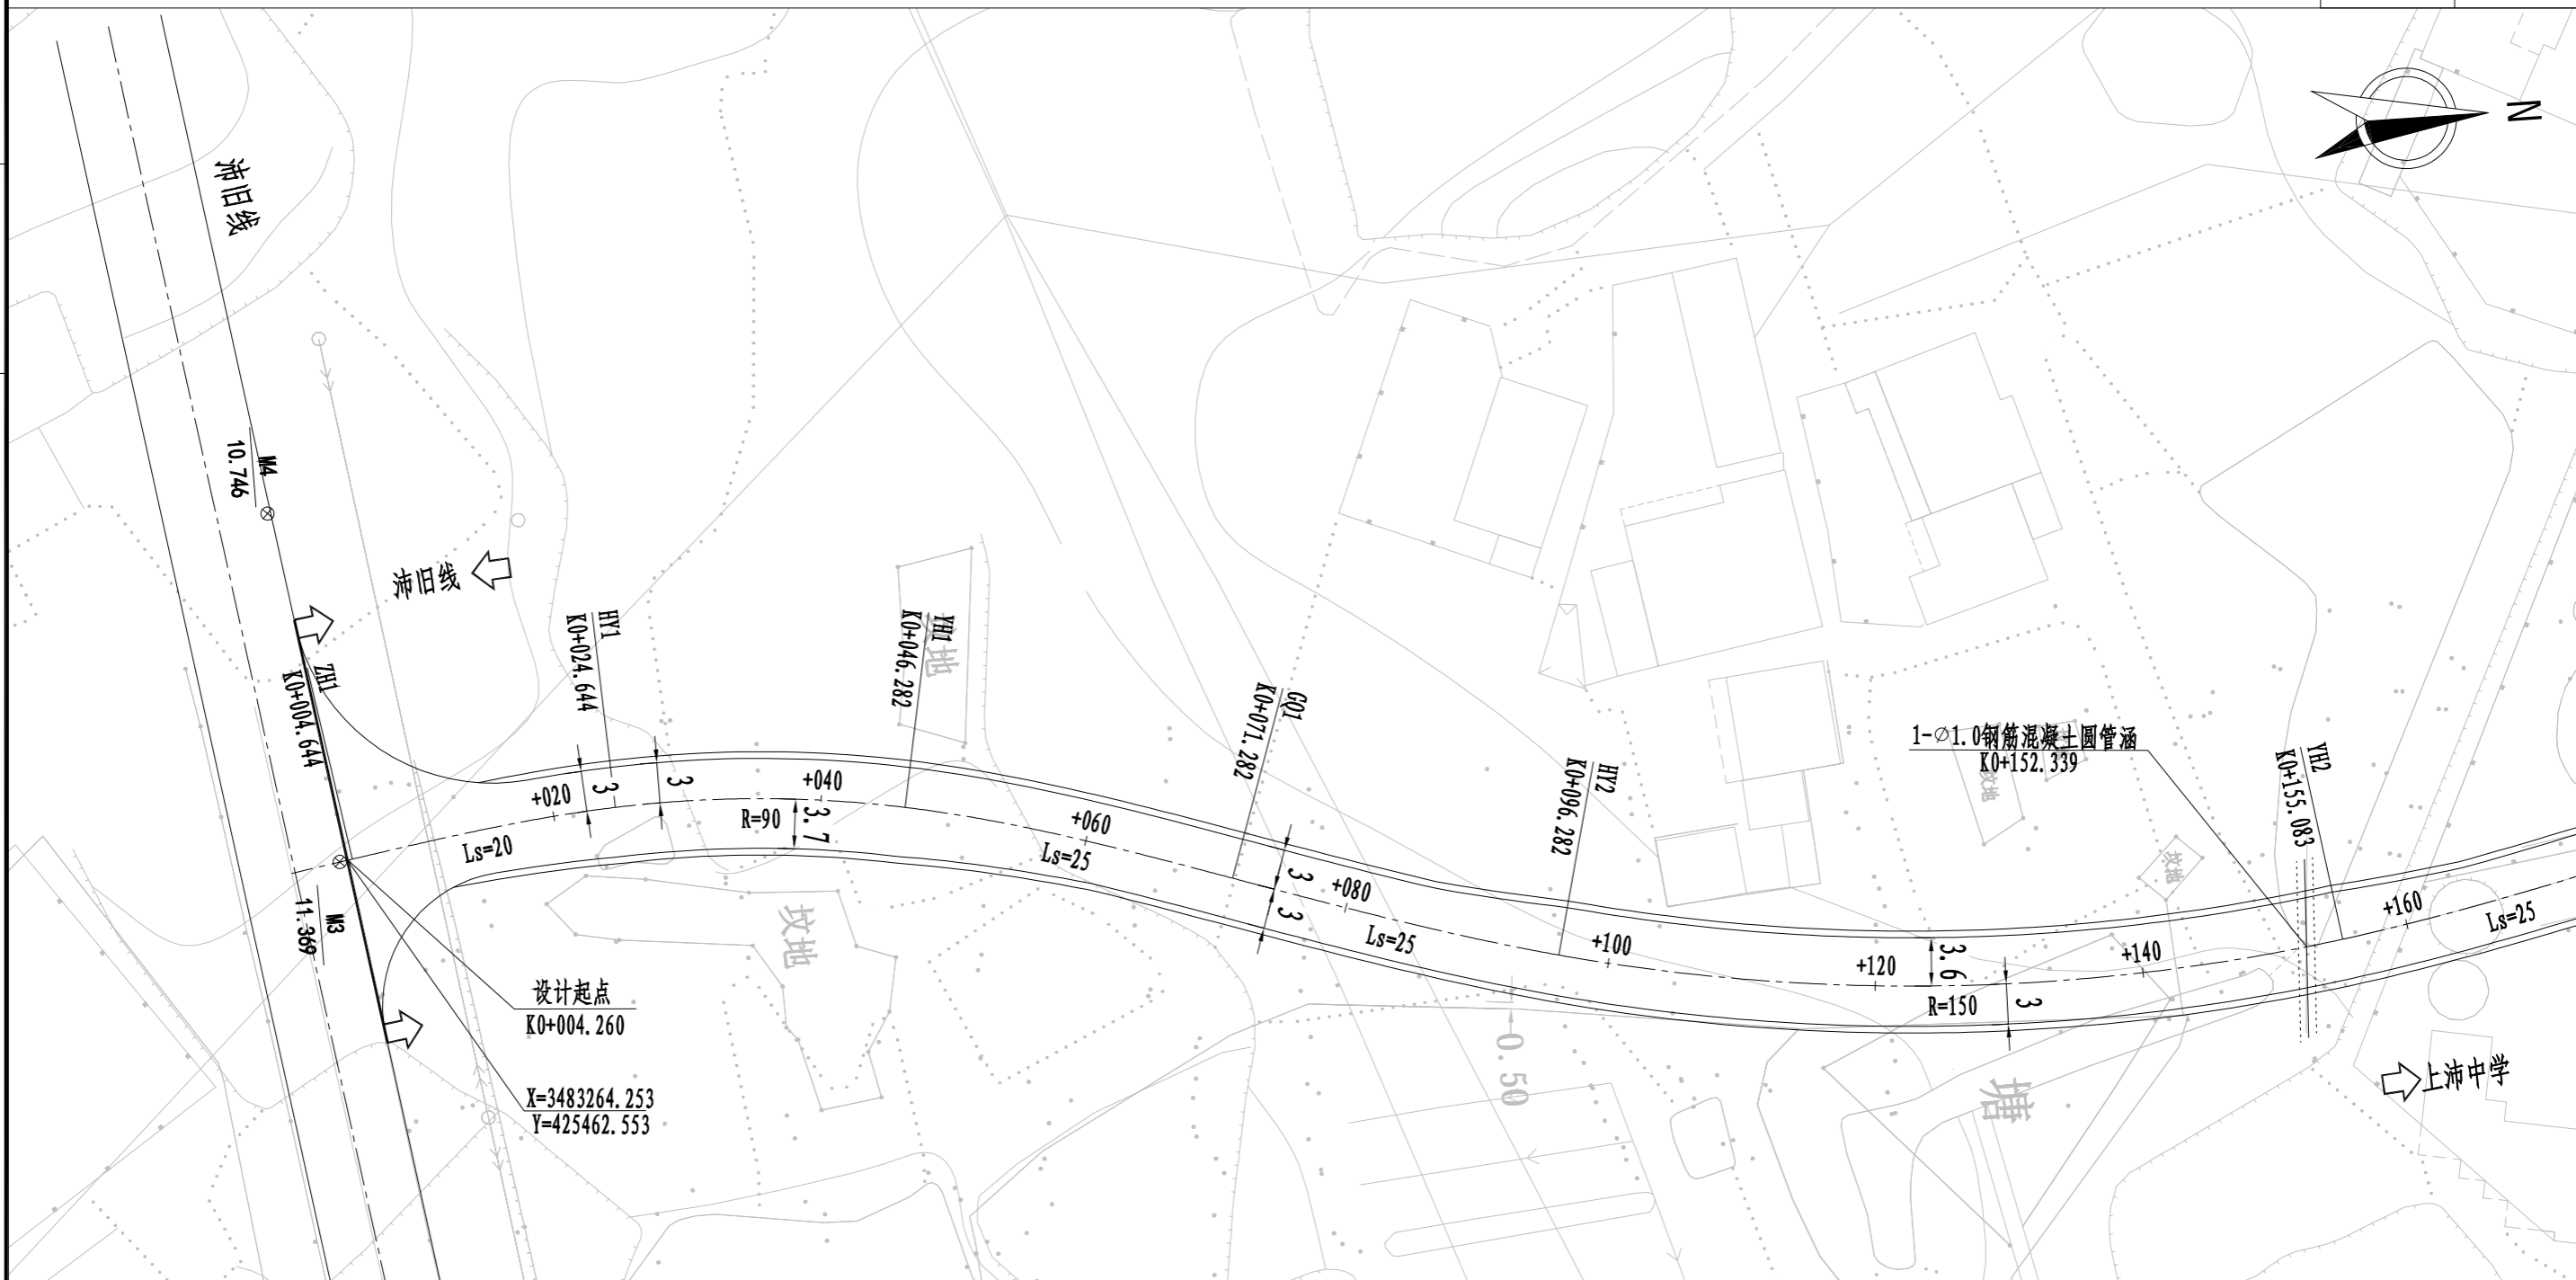 沛旧线
N
M4
10.746
沛旧线
ZH1
K0+004.644
HY1
K0+024.644
YH1
K0+046.282
GQ1
K0+071.282
HY2
K0+096.282
1-∅1.0钢筋混凝土圆管涵
K0+152.339
YH2
K0+155.083
坟地
坟地
+020
3
3
+040
R=90
3.7
Ls=20
+060
Ls=25
3
3
+080
Ls=25
+100
+120
3.6
R=150
3
+140
+160
Ls=25
M3
11.369
坟地
设计起点
K0+004.260
X=3483264.253
Y=425462.553
0.50
塘
上沛中学